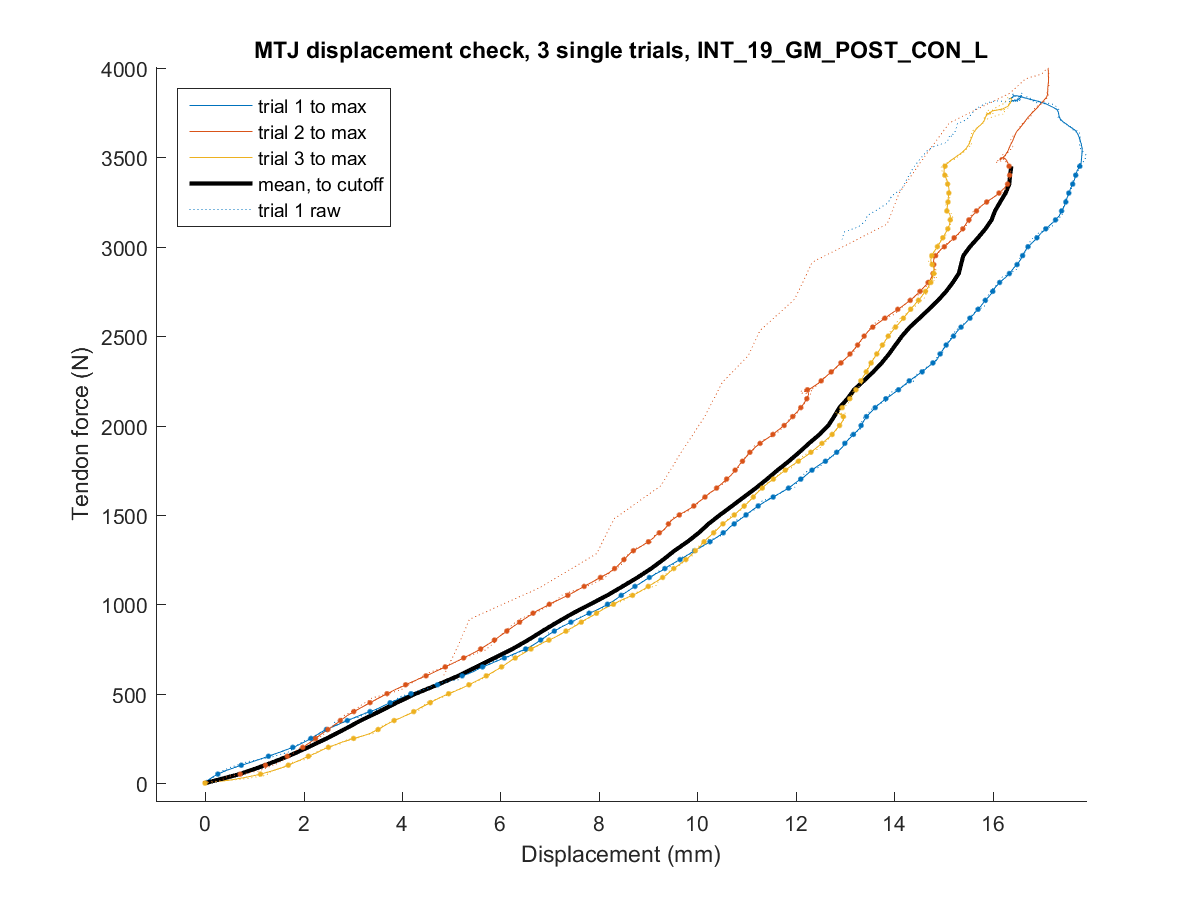 MTJ displacement check, 3 single trials, INT_19_GM_POST_CON_L
4000
3500
3000
2500
2000
1500
1000
500
0
Tendon force (N)
trial 1 to max
trial 2 to max
trial 3 to max
mean, to cutoff
trial 1 raw
0 2 4 6 8 10 12 14 16
Displacement (mm)